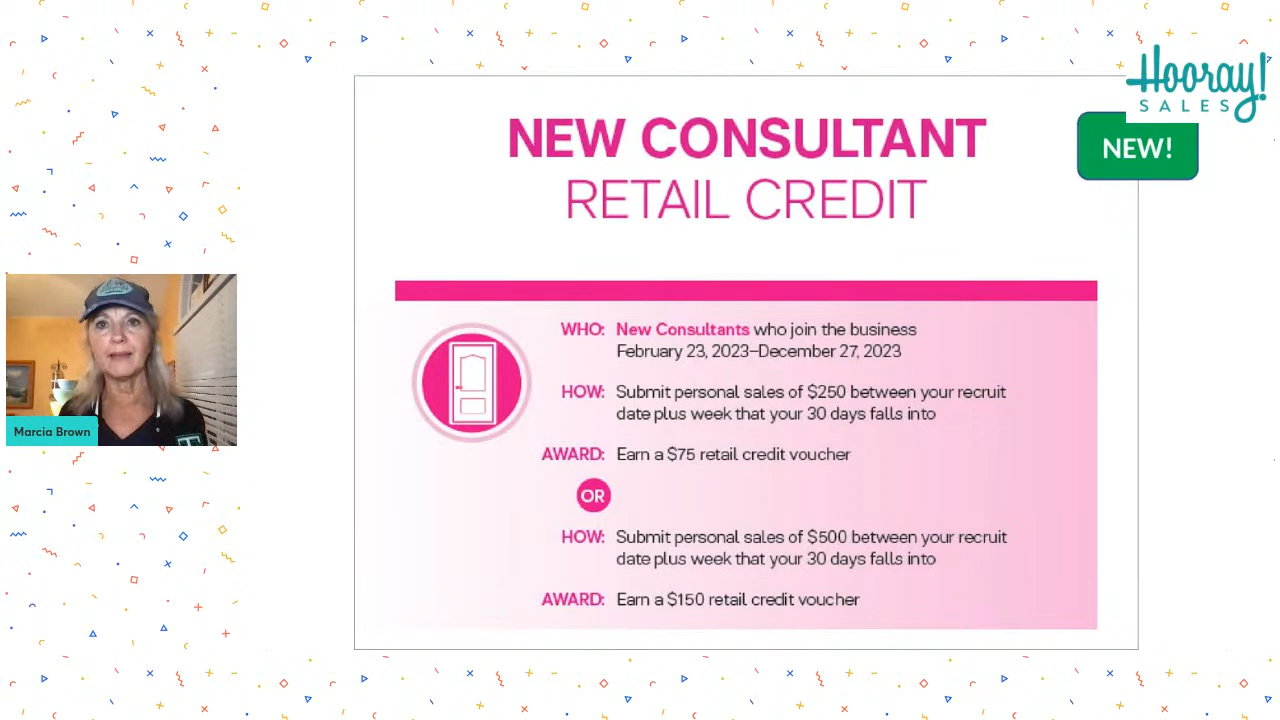 Hooray!
SALES
NEW!
NEW CONSULTANT
RETAIL CREDIT
WHO: New Consultants who join the business
February 23, 2023–December 27, 2023
HOW: Submit personal sales of $250 between your recruit
date plus week that your 30 days falls into
AWARD: Earn a $75 retail credit voucher
OR
HOW: Submit personal sales of $500 between your recruit
date plus week that your 30 days falls into
AWARD: Earn a $150 retail credit voucher
Marcia Brown